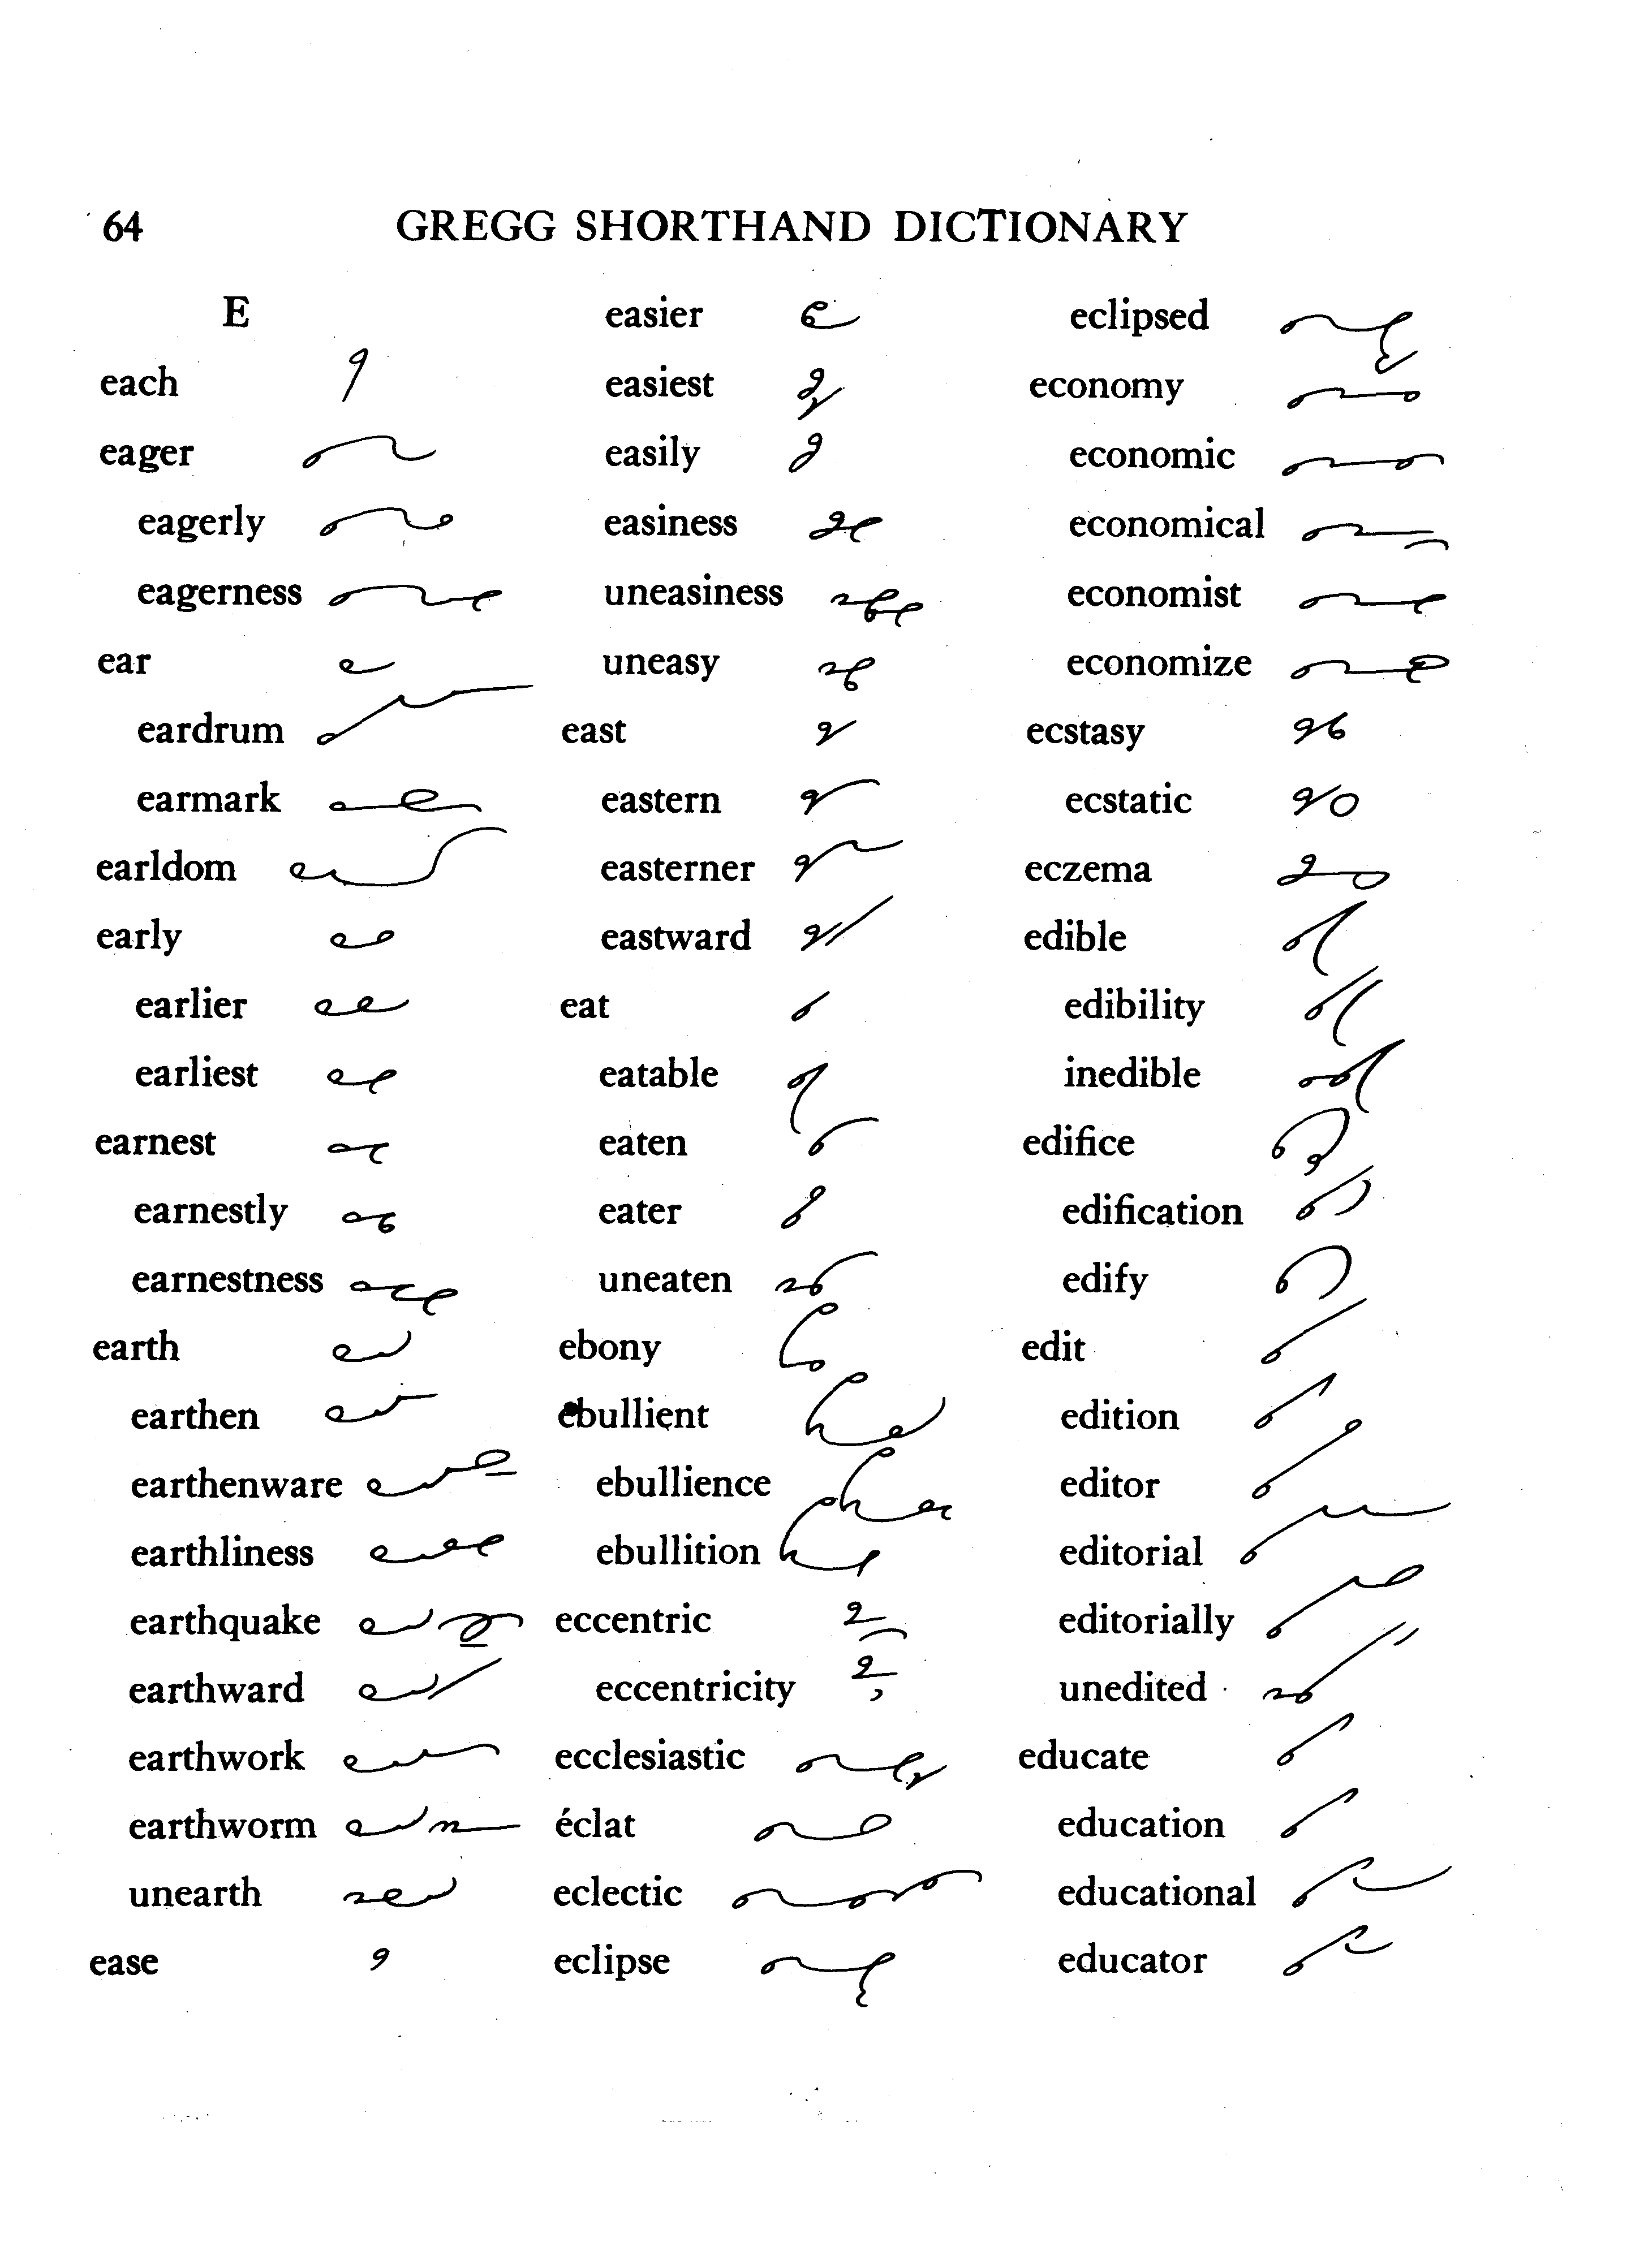 64
GREGG SHORTHAND DICTIONARY
E
each
eager
eagerly
eagerness
ear
eardrum
earmark
earldom
early
earlier
earliest
earnest
earnestly
earnestness
earth
earthen
earthenware
earthliness
earthquake
earthward
earthwork
earthworm
unearth
ease
easier
easiest
easily
easiness
uneasiness
uneasy
east
eastern
easterner
eastward
eat
eatable
eaten
eater
uneaten
ebony
ebullient
ebullience
ebullition
eccentric
eccentricity
ecclesiastic
éclat
eclectic
eclipse
eclipsed
economy
economic
economical
economist
economize
ecstasy
ecstatic
eczema
edible
edibility
inedible
edifice
edification
edify
edit
edition
editor
editorial
editorially
unedited
educate
education
educational
educator